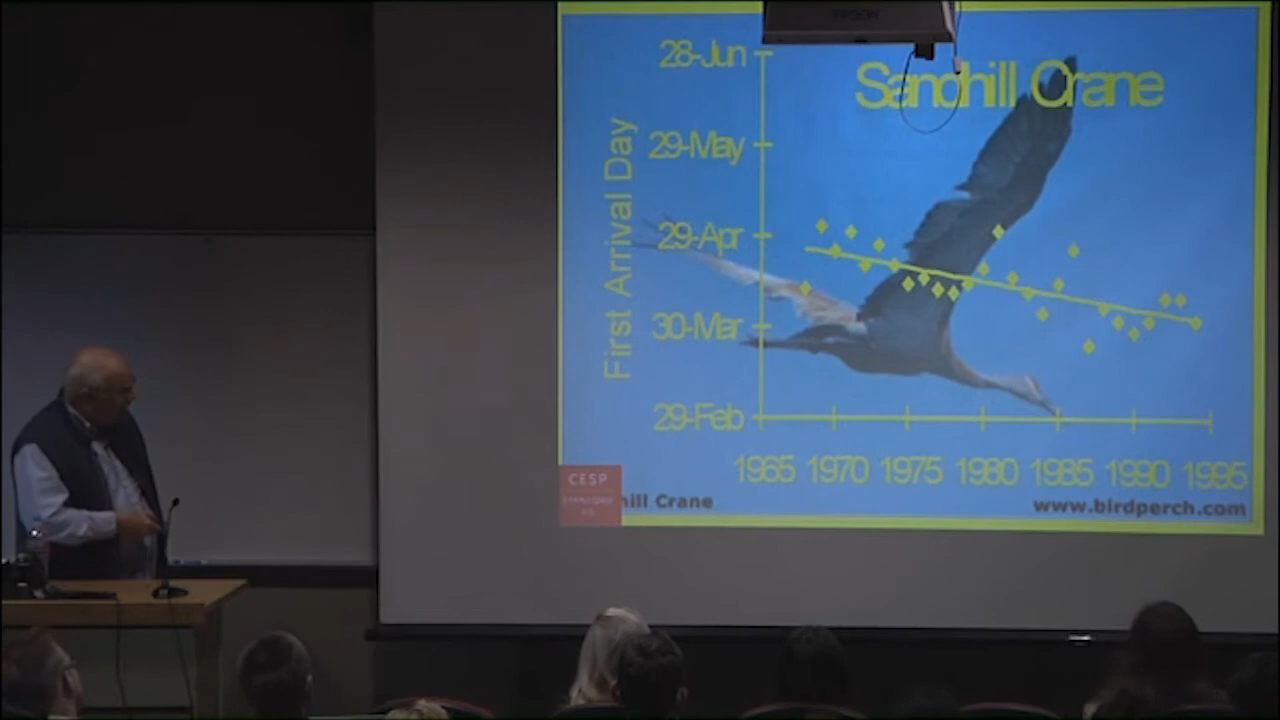 EPSON
Sandhill Crane
28-Jun
29-May
29-Apr
30-Mar
29-Feb
First Arrival Day
1965 1970 1975 1980 1985 1990 1995
CESP
hill Crane
www.birdperch.com